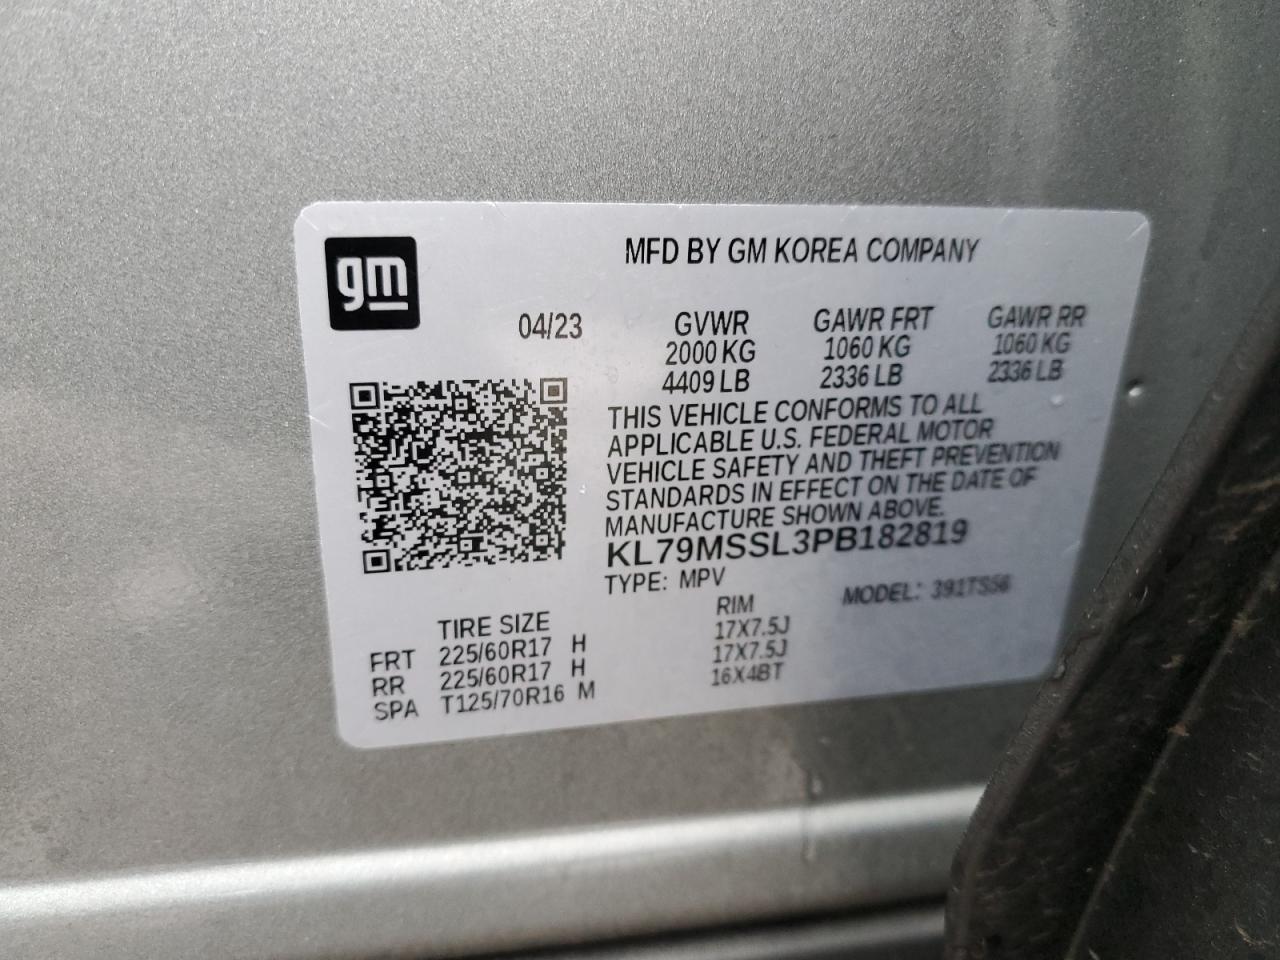 gm
MFD BY GM KOREA COMPANY
04/23 GVWR GAWR FRT GAWR RR
2000 KG 1060 KG 1060 KG
4409 LB 2336 LB 2336 LB
THIS VEHICLE CONFORMS TO ALL
APPLICABLE U.S. FEDERAL MOTOR
VEHICLE SAFETY AND THEFT PREVENTION
STANDARDS IN EFFECT ON THE DATE OF
MANUFACTURE SHOWN ABOVE.
KL79MSSL3PB182819
TYPE: MPV MODEL: 391TS56
TIRE SIZE RIM
FRT 225/60R17 H 17X7.5J
RR 225/60R17 H 17X7.5J
SPA T125/70R16 M 16X4BT